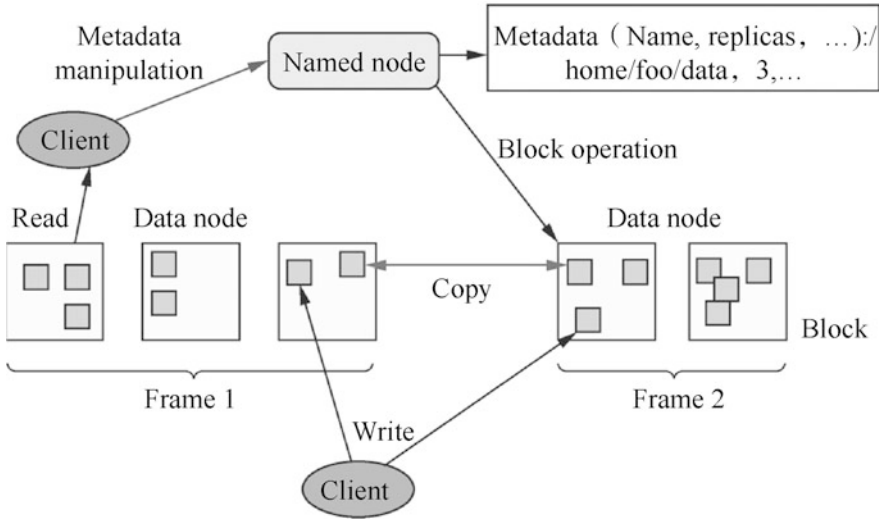 Metadata
manipulation
Named node
Metadata（Name, replicas， …):/
home/foo/data，3,…
Client
Block operation
Read
Data node
Data node
Copy
Block
Frame 1
Frame 2
Write
Client